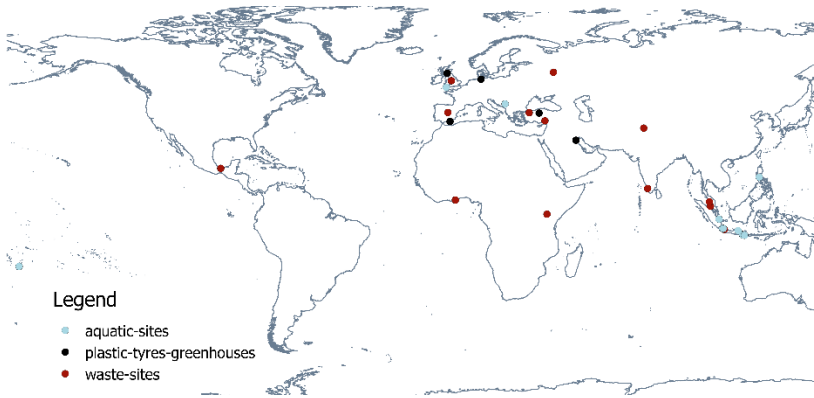 Legend
aquatic-sites
plastic-tyres-greenhouses
waste-sites